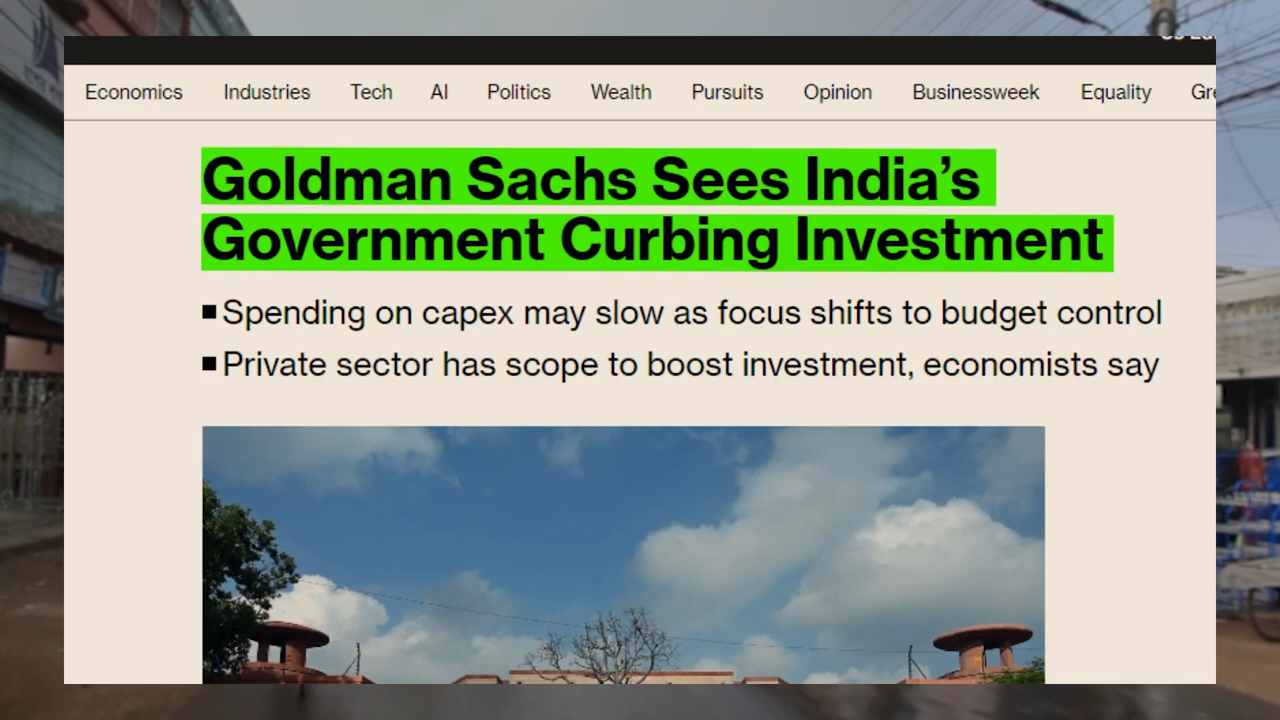 Economics Industries Tech AI Politics Wealth Pursuits Opinion Businessweek Equality
Goldman Sachs Sees India’s
Government Curbing Investment
■ Spending on capex may slow as focus shifts to budget control
■ Private sector has scope to boost investment, economists say